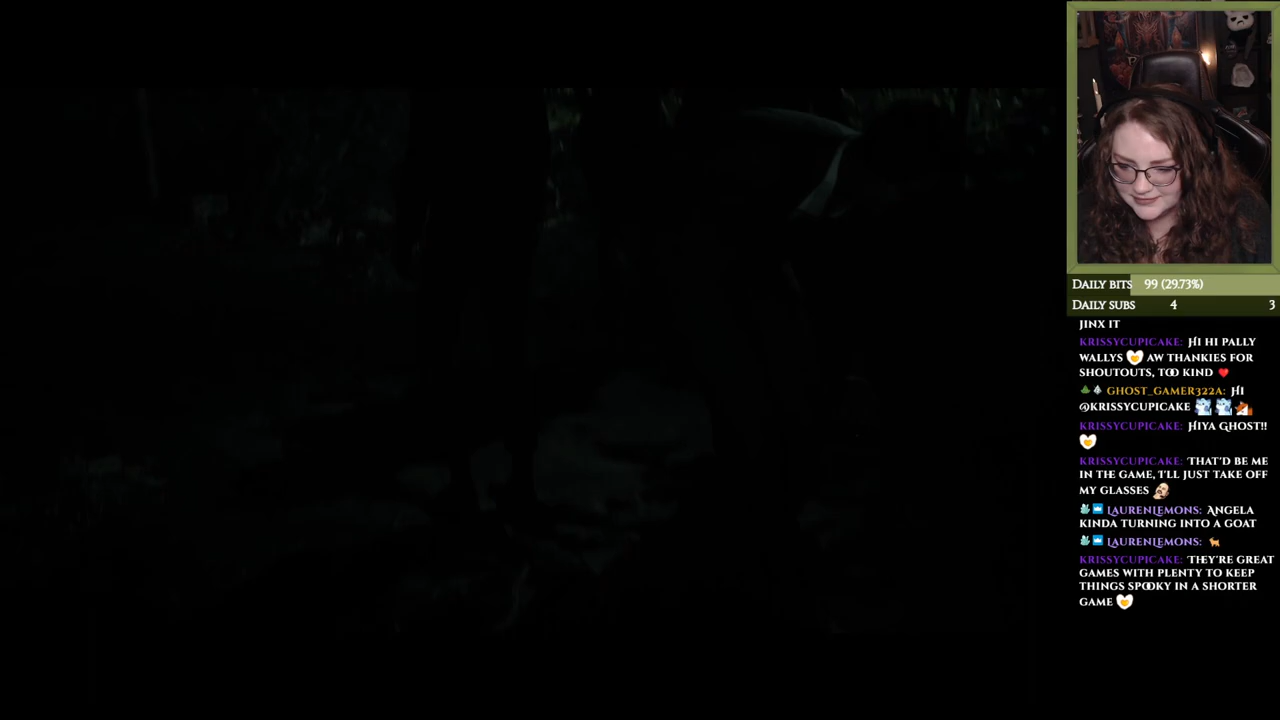 DAILY BITS 99 (29.73%)
DAILY SUBS 4 3
JINX IT
KRISSYCUPICAKE: HI HI PALLY
WALLYS AW THANKIES FOR
SHOUTOUTS, TOO KIND
GHOST_GAMER322A: HI
@KRISSYCUPICAKE
KRISSYCUPICAKE: HIYA GHOST!!
KRISSYCUPICAKE: THAT'D BE ME
IN THE GAME, I'LL JUST TAKE OFF
MY GLASSES
LAURENLEMONS: ANGELA
KINDA TURNING INTO A GOAT
LAURENLEMONS:
KRISSYCUPICAKE: THEY'RE GREAT
GAMES WITH PLENTY TO KEEP
THINGS SPOOKY IN A SHORTER
GAME